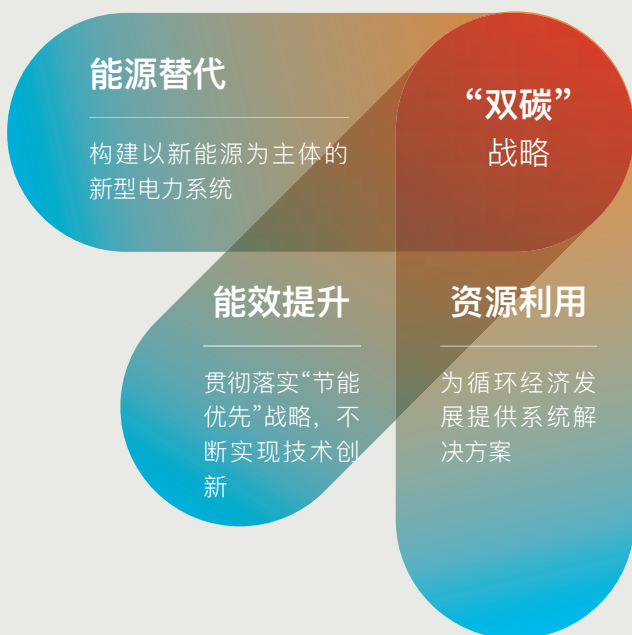 能源替代
构建以新能源为主体的
新型电力系统
“双碳”
战略
能效提升
贯彻落实“节能
优先”战略，不
断实现技术创
新
资源利用
为循环经济发
展提供系统解
决方案